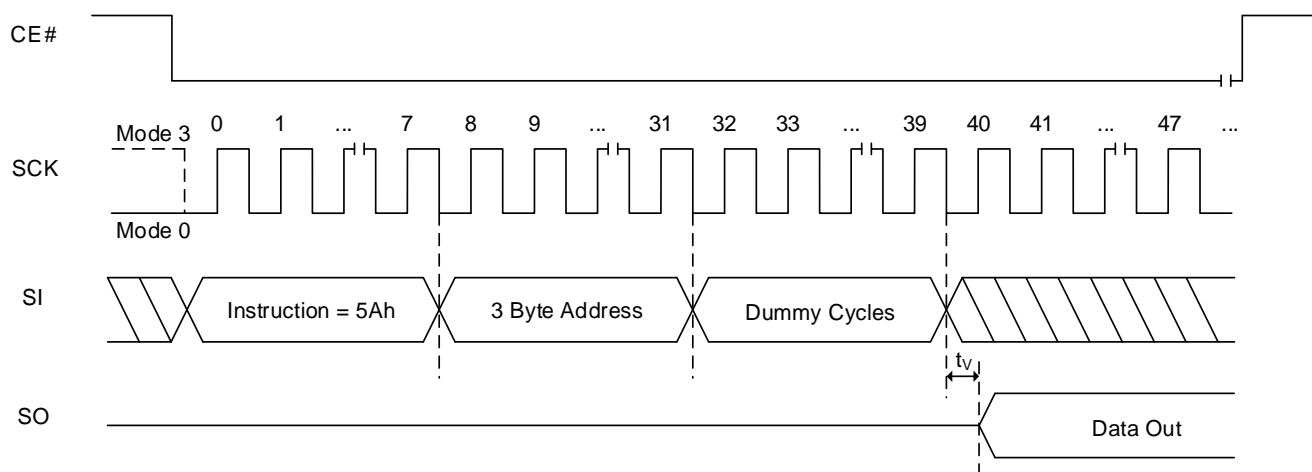 CE#
Mode 3 0 1 ... 7 8 9 ... 31 32 33 ... 39 40 41 ... 47 ...
SCK
Mode 0
SI Instruction = 5Ah 3 Byte Address Dummy Cycles
tV
SO Data Out